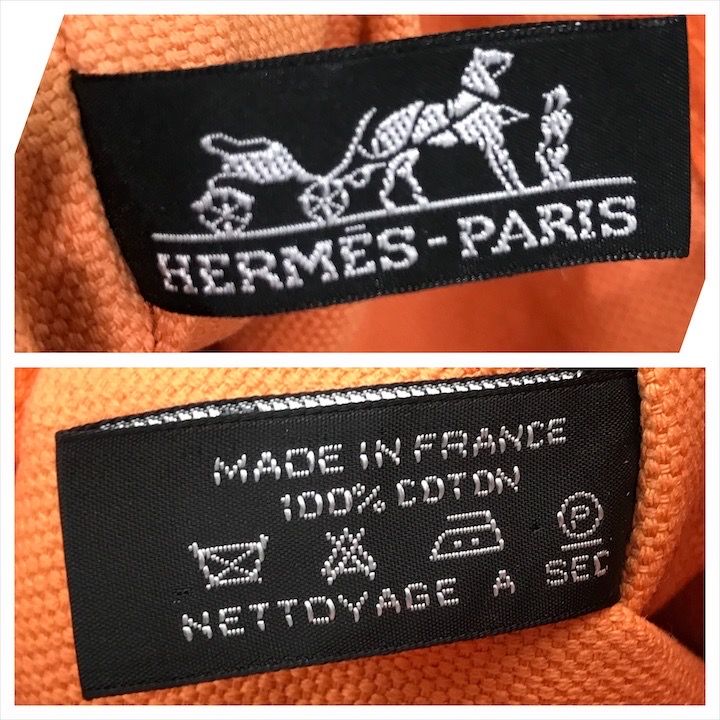 HERMÈS-PARIS
MADE IN FRANCE
100% COTON
P
NETTOYAGE A SEC